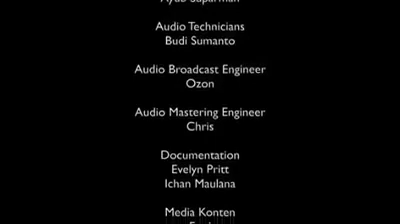 Audio Technicians
Budi Sumanto
Audio Broadcast Engineer
Ozon
Audio Mastering Engineer
Chris
Documentation
Evelyn Pritt
Ichan Maulana
Media Konten